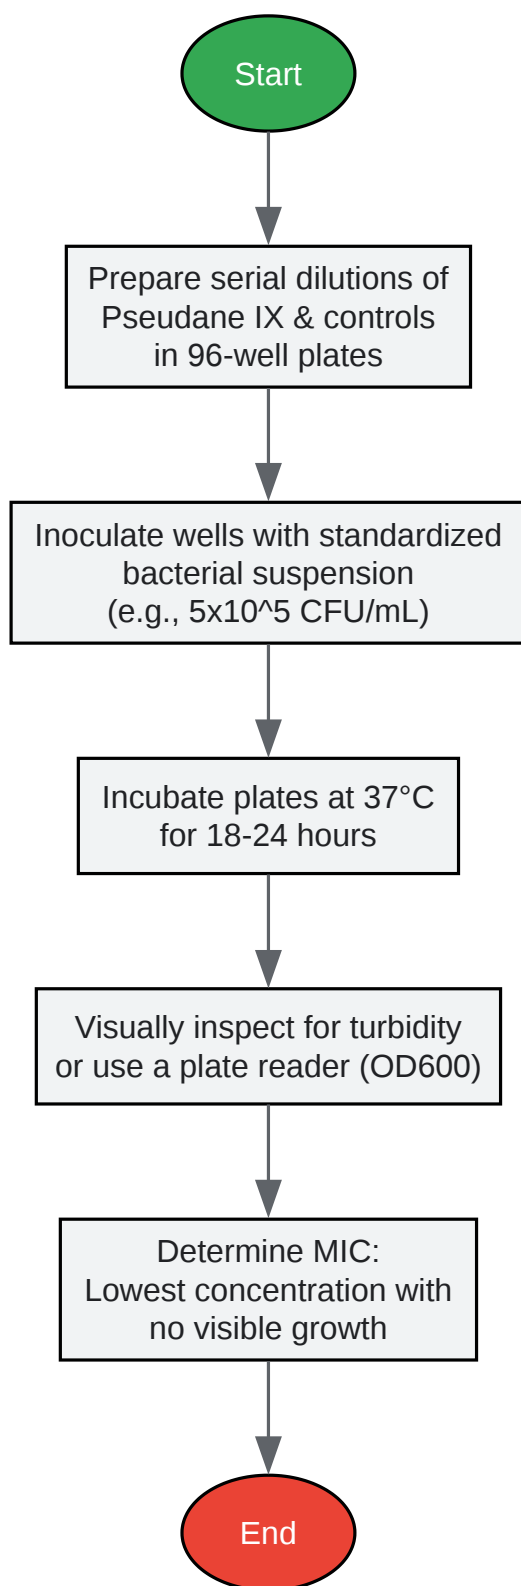 Start
Prepare serial dilutions of
Pseudane IX & controls
in 96-well plates
Inoculate wells with standardized
bacterial suspension
(e.g., 5x10^5 CFU/mL)
Incubate plates at 37°C
for 18-24 hours
Visually inspect for turbidity
or use a plate reader (OD600)
Determine MIC:
Lowest concentration with
no visible growth
End